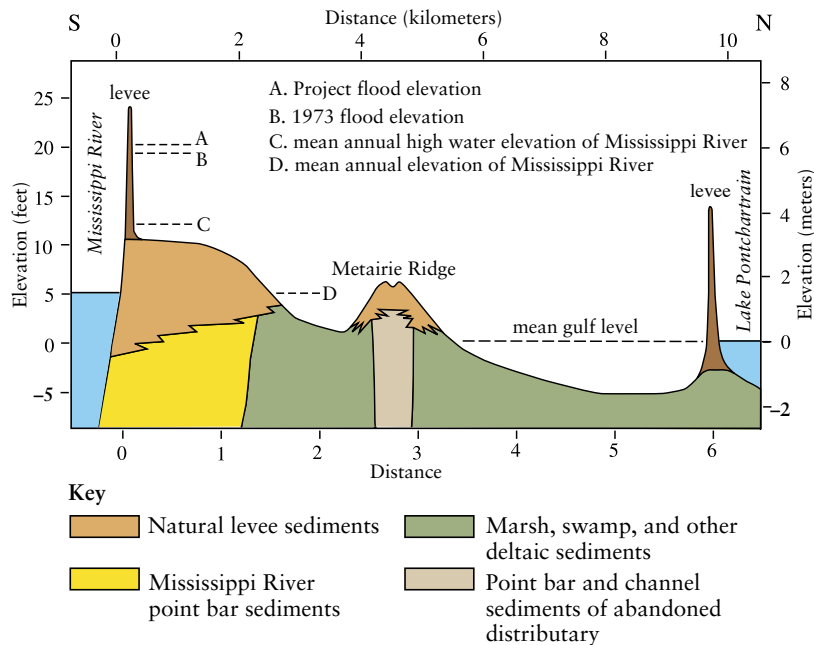 Distance (kilometers)
S
N
0 2 4 6 8 10
levee
A. Project flood elevation
B. 1973 flood elevation
C. mean annual high water elevation of Mississippi River
D. mean annual elevation of Mississippi River
25
20
15
10
5
0
–5
Elevation (feet)
Mississippi River
A
B
C
D
Metairie Ridge
mean gulf level
levee
Lake Pontchartrain
8
6
4
2
0
–2
Elevation (meters)
0 1 2 3 4 5 6
Distance
Key
Natural levee sediments
Mississippi River
point bar sediments
Marsh, swamp, and other
deltaic sediments
Point bar and channel
sediments of abandoned
distributary